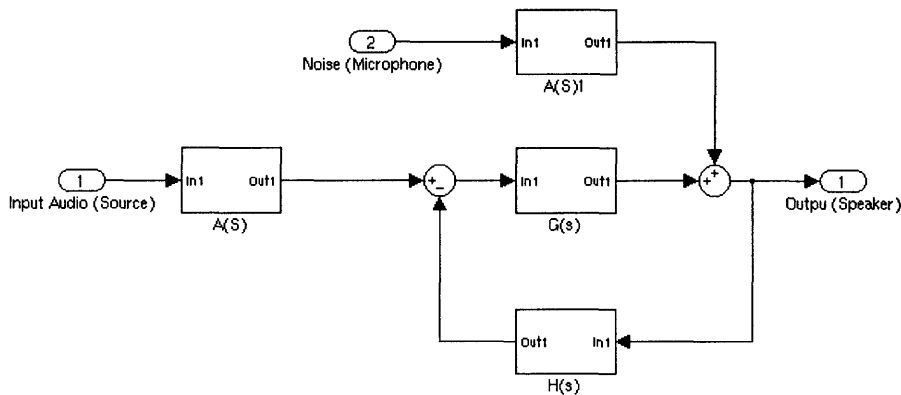 2
In1
Out1
Noise (Microphone)
A(S)1
1
In1
Out1
+
−
In1
Out1
+
+
1
Input Audio (Source)
A(S)
G(s)
Outpu (Speaker)
Out1
In1
H(s)